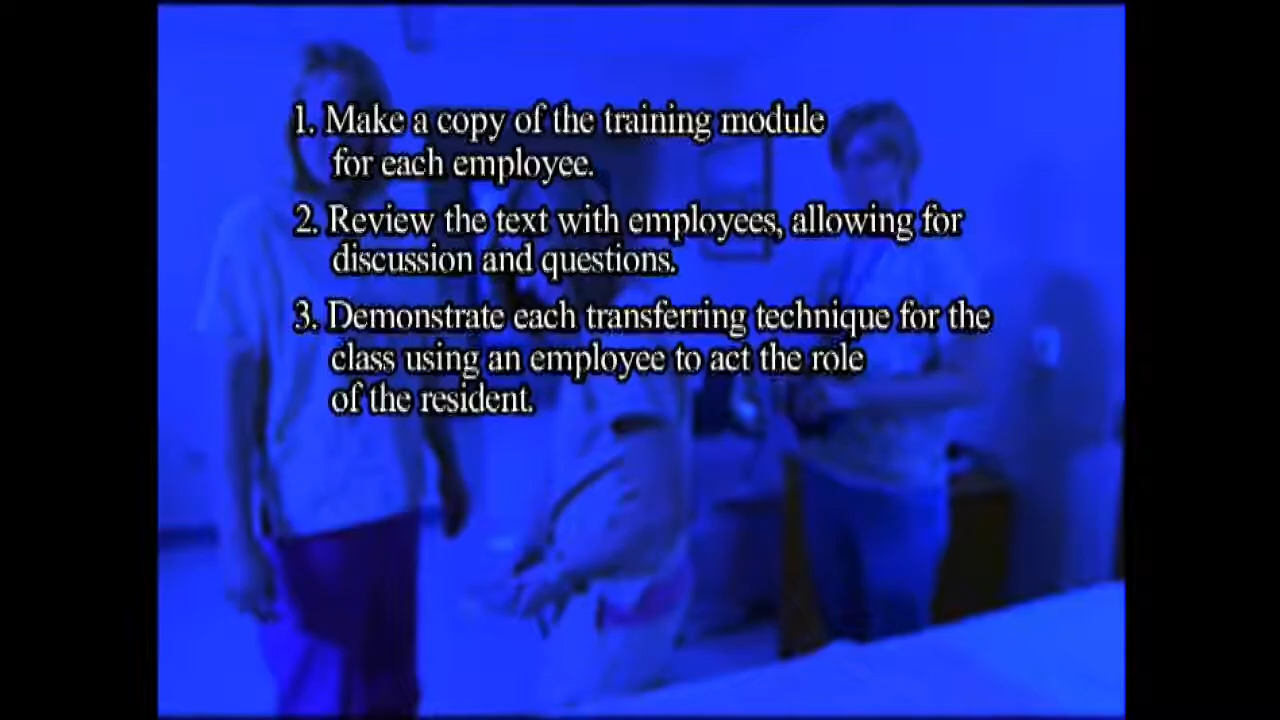 1. Make a copy of the training module
for each employee.
2. Review the text with employees, allowing for
discussion and questions.
3. Demonstrate each transferring technique for the
class using an employee to act the role
of the resident.